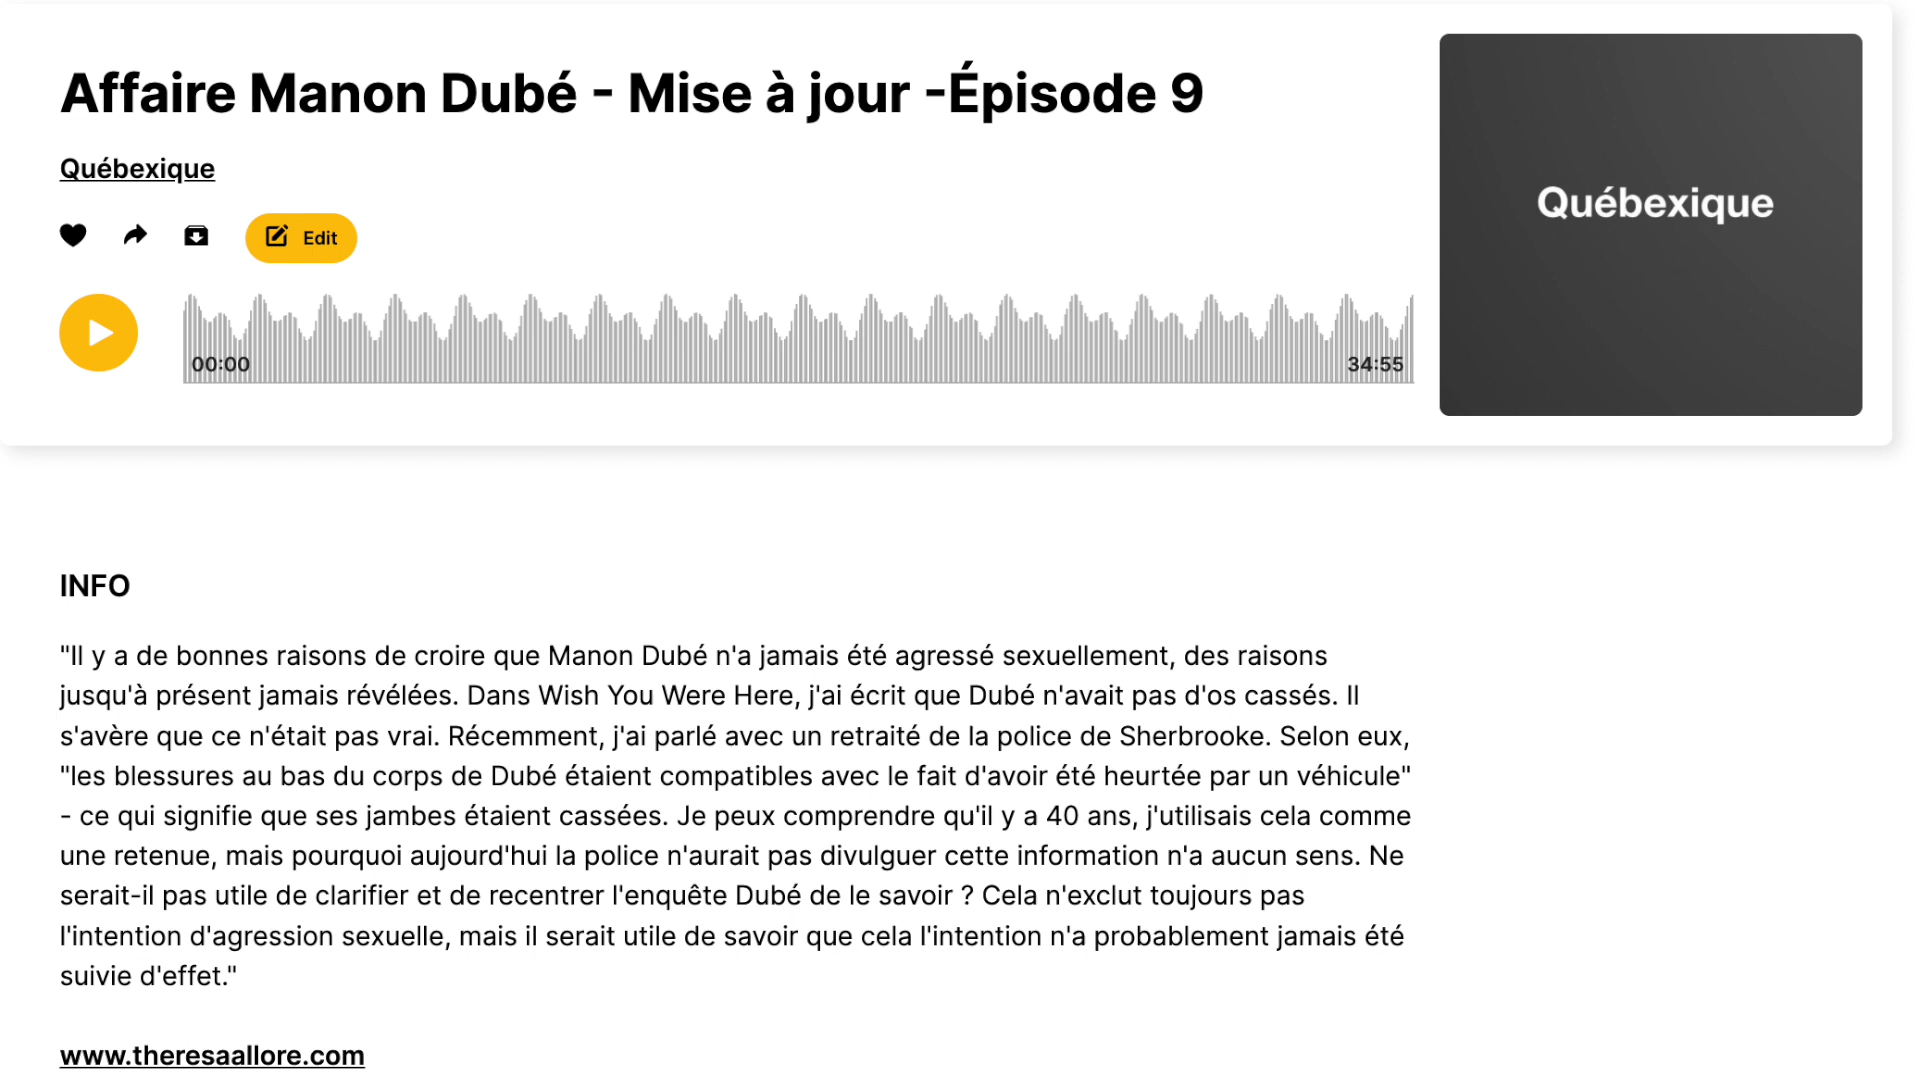 Affaire Manon Dubé - Mise à jour -Épisode 9
Québexique
Québexique
Edit
00:00
34:55
INFO
"Il y a de bonnes raisons de croire que Manon Dubé n'a jamais été agressé sexuellement, des raisons
jusqu'à présent jamais révélées. Dans Wish You Were Here, j'ai écrit que Dubé n'avait pas d'os cassés. Il
s'avère que ce n'était pas vrai. Récemment, j'ai parlé avec un retraité de la police de Sherbrooke. Selon eux,
"les blessures au bas du corps de Dubé étaient compatibles avec le fait d'avoir été heurtée par un véhicule"
- ce qui signifie que ses jambes étaient cassées. Je peux comprendre qu'il y a 40 ans, j'utilisais cela comme
une retenue, mais pourquoi aujourd'hui la police n'aurait pas divulguer cette information n'a aucun sens. Ne
serait-il pas utile de clarifier et de recentrer l'enquête Dubé de le savoir ? Cela n'exclut toujours pas
l'intention d'agression sexuelle, mais il serait utile de savoir que cela l'intention n'a probablement jamais été
suivie d'effet."
www.theresaallore.com